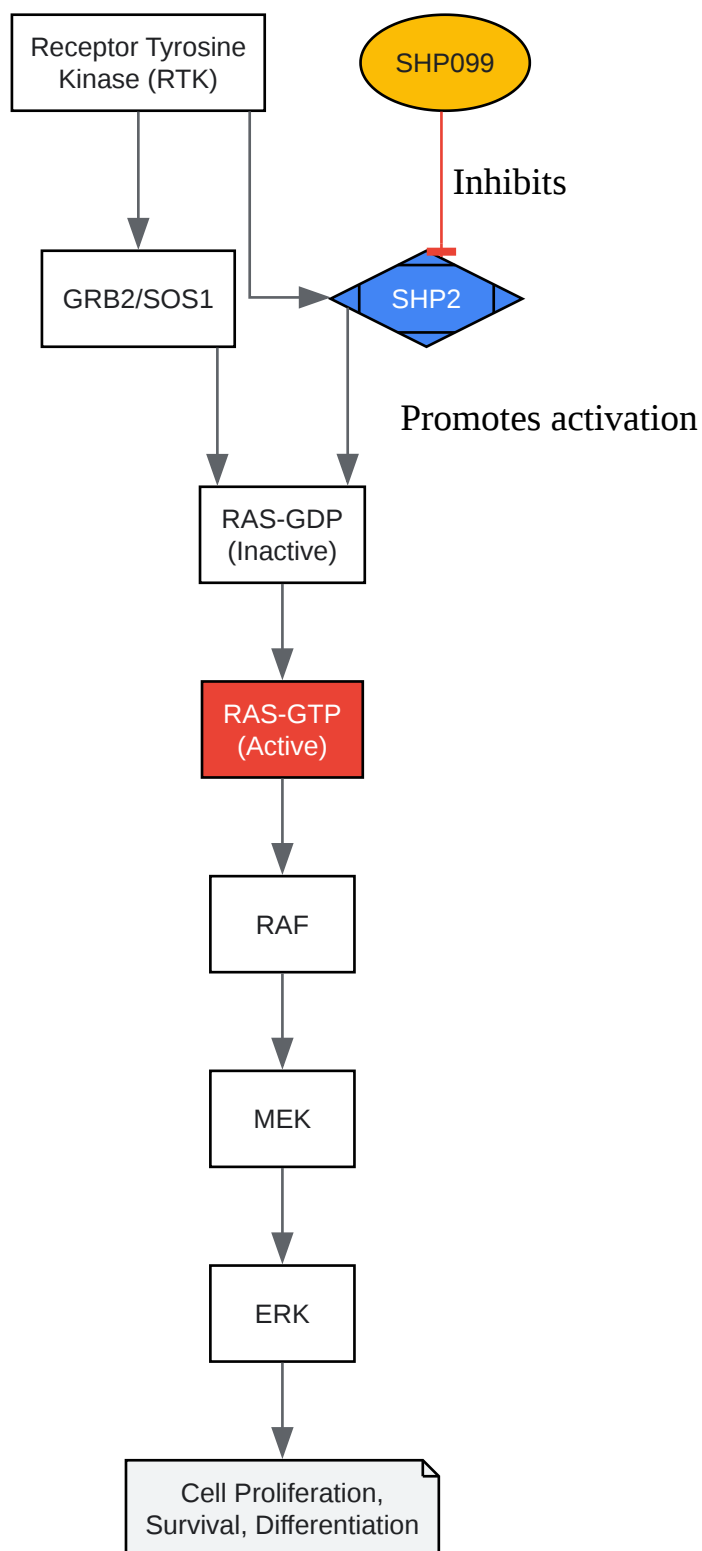 Receptor Tyrosine
Kinase (RTK)
SHP099
Inhibits
GRB2/SOS1
SHP2
Promotes activation
RAS-GDP
(Inactive)
RAS-GTP
(Active)
RAF
MEK
ERK
Cell Proliferation,
Survival, Differentiation